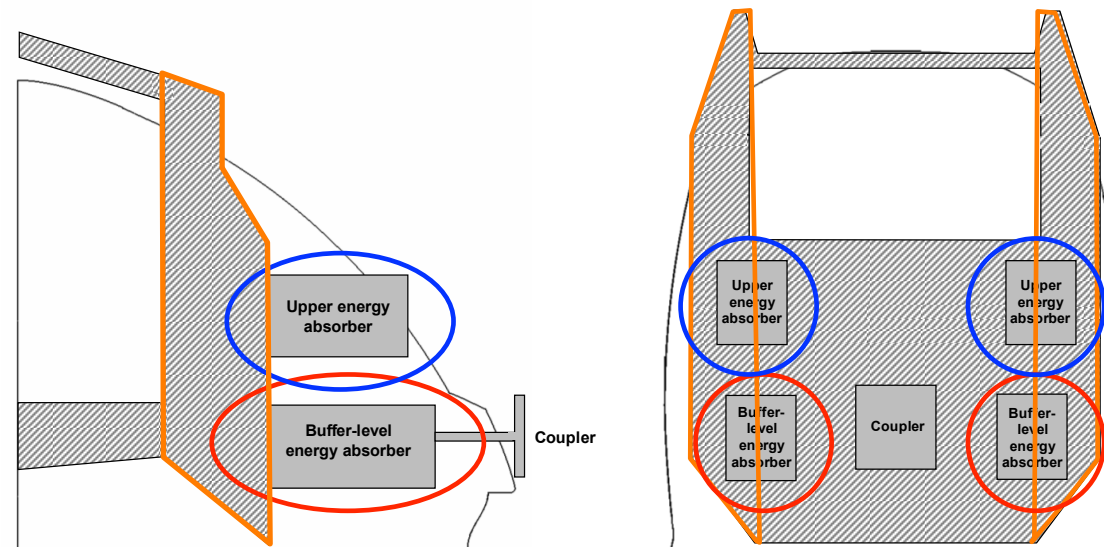 Upper energy
absorber
Buffer-level
energy absorber
Coupler
Upper
energy
absorber
Upper
energy
absorber
Buffer-
level
energy
absorber
Coupler
Buffer-
level
energy
absorber